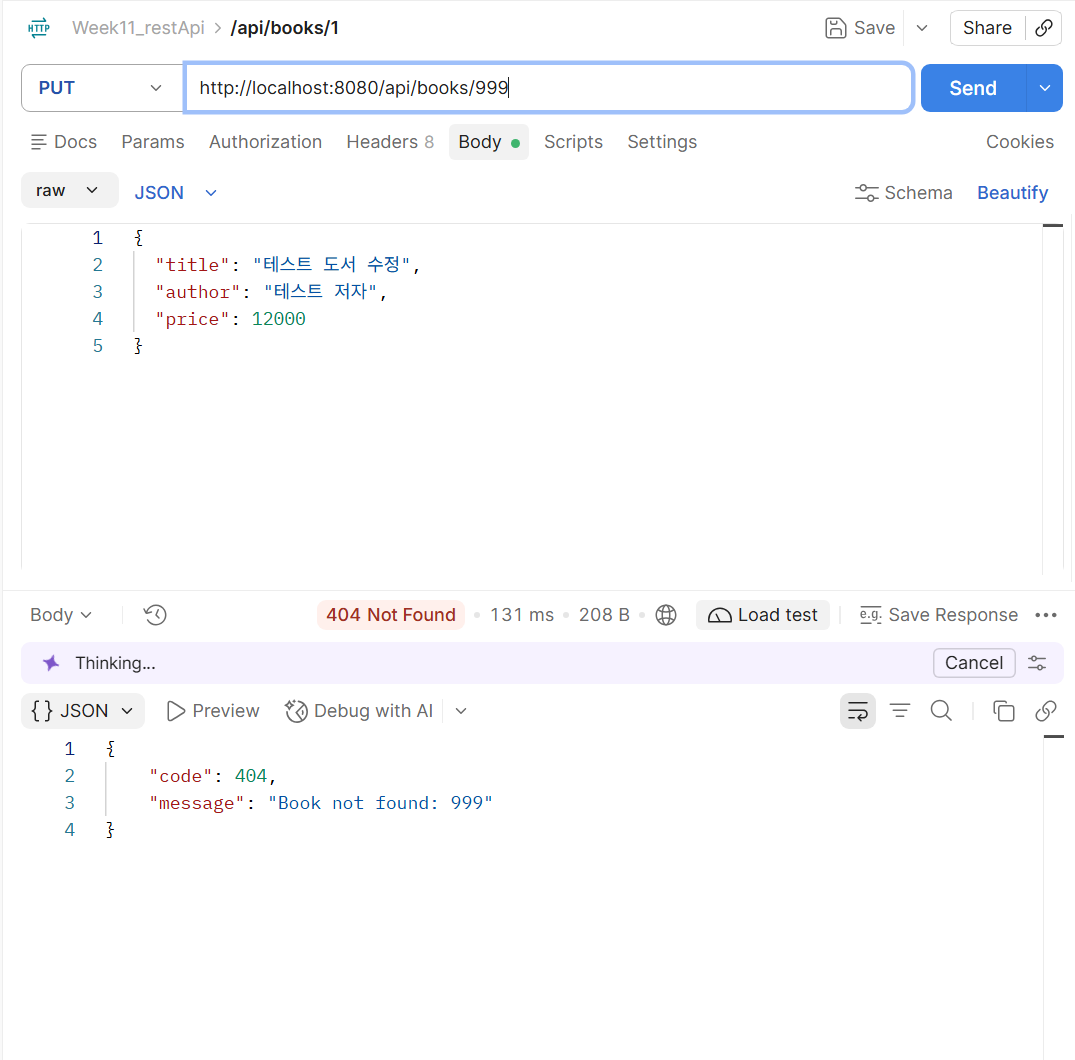 HTTP Week11_restApi > /api/books/1 Save Share
PUT http://localhost:8080/api/books/999 Send
Docs Params Authorization Headers 8 Body Scripts Settings Cookies
raw JSON Schema Beautify
1 {
2 "title": "테스트 도서 수정",
3 "author": "테스트 저자",
4 "price": 12000
5 }
Body 404 Not Found • 131 ms • 208 B • Load test e.g. Save Response
Thinking... Cancel
{} JSON Preview Debug with AI
1 {
2 "code": 404,
3 "message": "Book not found: 999"
4 }